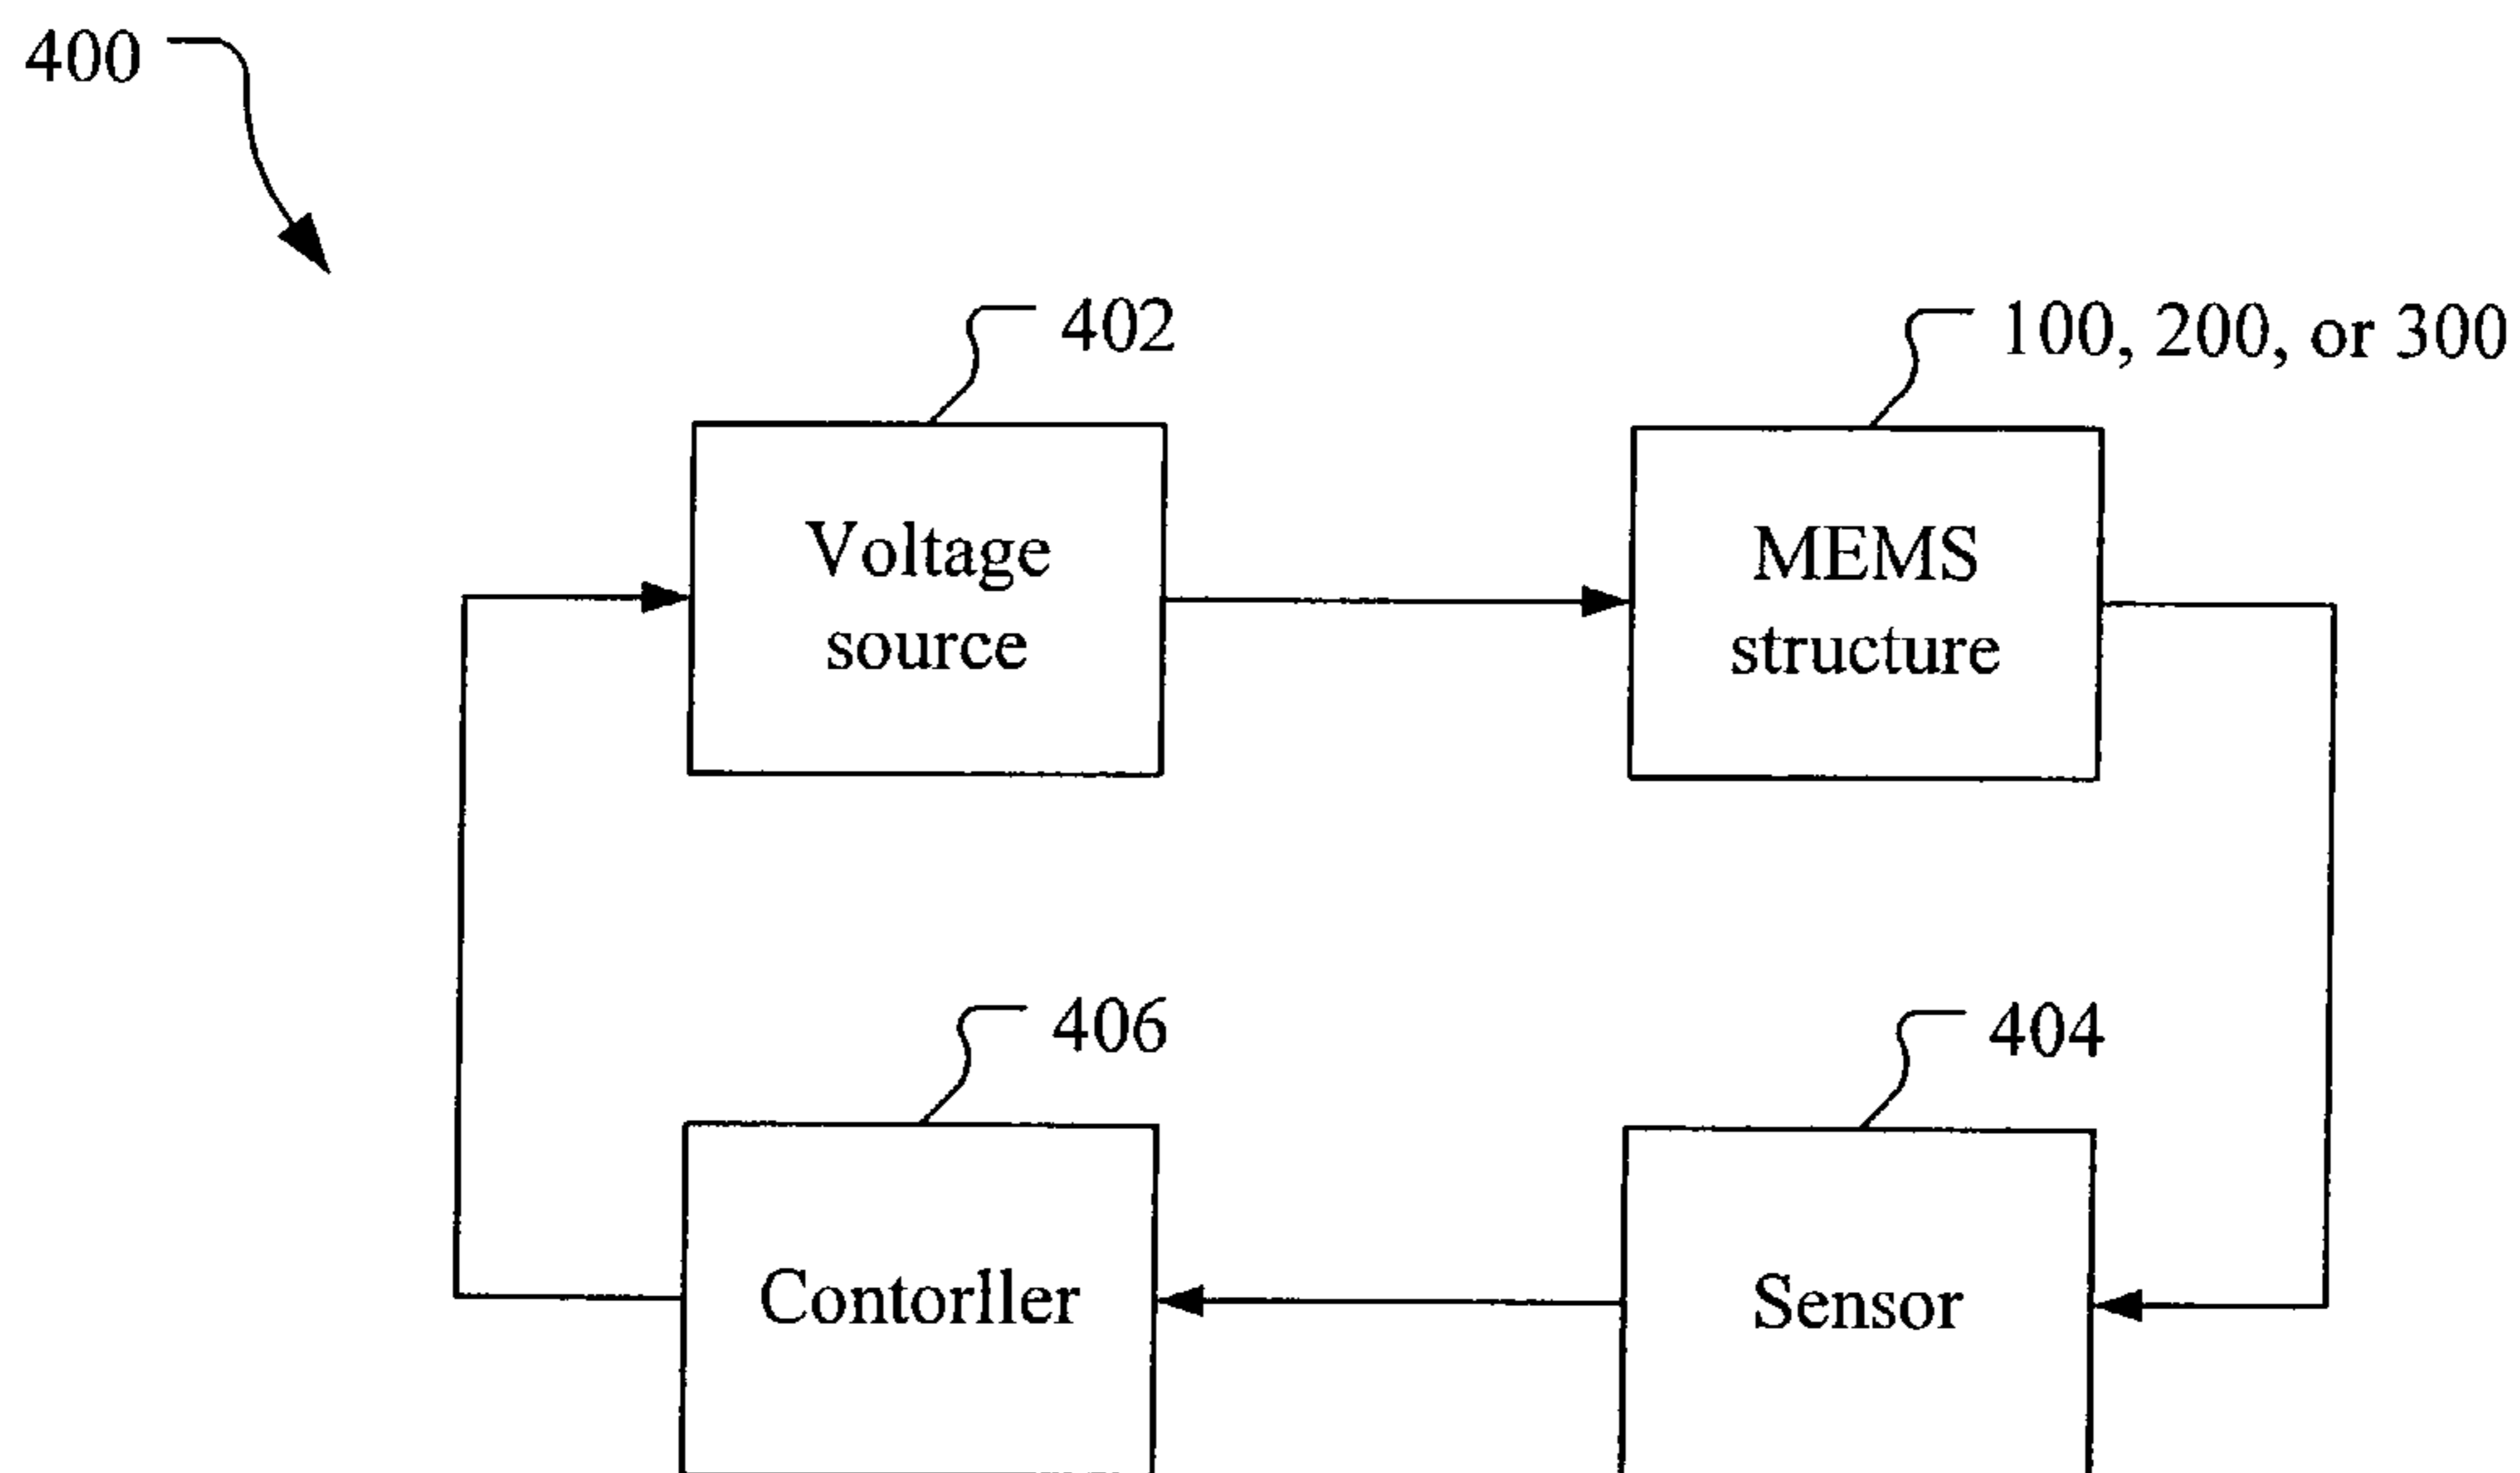 400
402
100, 200, or 300
Voltage
source
MEMS
structure
406
404
Contorller
Sensor